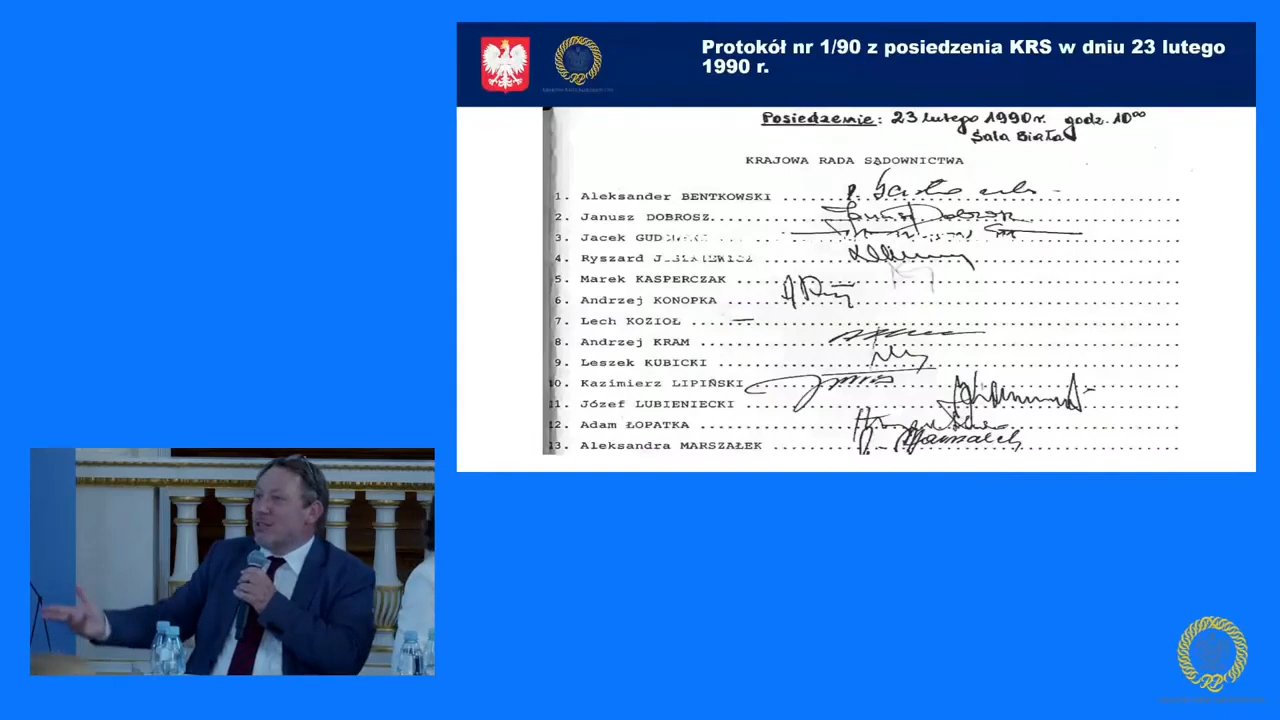 Protokół nr 1/90 z posiedzenia KRS w dniu 23 lutego
1990 r.
Posiedzenie: 23 lutego 1990r. godz. 10⁰⁰
Sala Biała
KRAJOWA RADA SĄDOWNICTWA
1. Aleksander BENTKOWSKI
2. Janusz DOBROSZ
3. Jacek
4. Ryszard
5. Marek KASPERCZAK
6. Andrzej KONOPKA
7. Lech KOZIOŁ
8. Andrzej KRAM
9. Leszek KUBICKI
10. Kazimierz LIPIŃSKI
11. Józef LUBIENIECKI
12. Adam ŁOPATKA
13. Aleksandra MARSZAŁEK